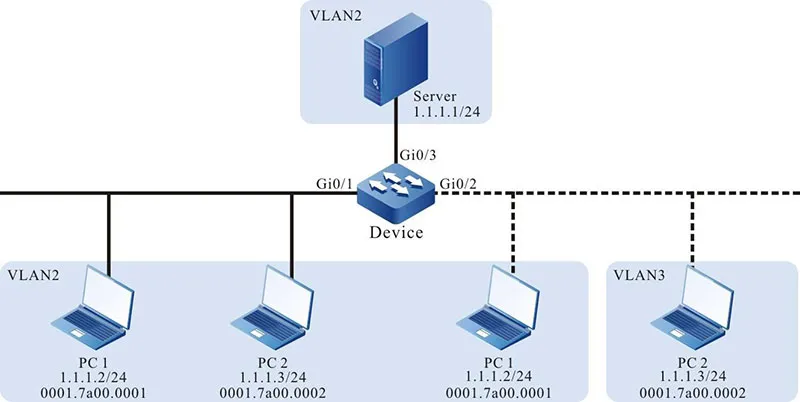 VLAN2
Server
1.1.1.1/24
Gi0/3
Gi0/1
Gi0/2
Device
VLAN2
VLAN3
PC 1
PC 2
PC 1
PC 2
1.1.1.2/24
1.1.1.3/24
1.1.1.2/24
1.1.1.3/24
0001.7a00.0001
0001.7a00.0002
0001.7a00.0001
0001.7a00.0002